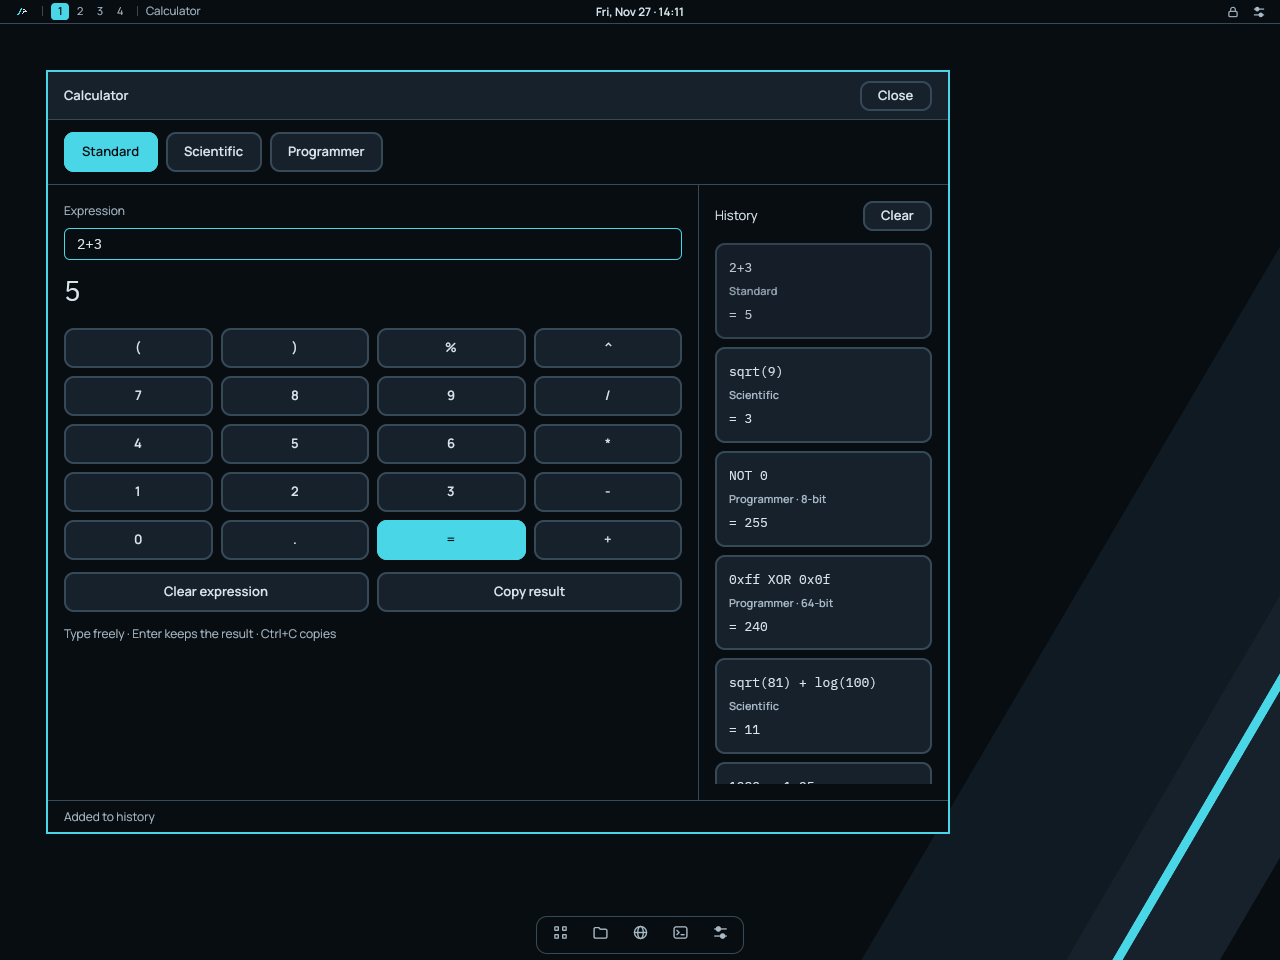 1 2 3 4 Calculator
Fri, Nov 27 · 14:11
Calculator
Close
Standard
Scientific
Programmer
Expression
2+3
5
( ) % ^
7 8 9 /
4 5 6 *
1 2 3 -
0 . = +
Clear expression
Copy result
Type freely · Enter keeps the result · Ctrl+C copies
History
Clear
2+3
Standard
= 5
sqrt(9)
Scientific
= 3
NOT 0
Programmer · 8-bit
= 255
0xff XOR 0x0f
Programmer · 64-bit
= 240
sqrt(81) + log(100)
Scientific
= 11
Added to history